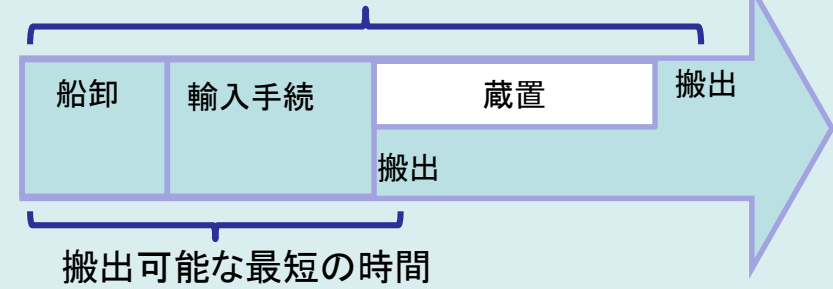 船卸
輸入手続
蔵置
搬出
搬出
搬出可能な最短の時間